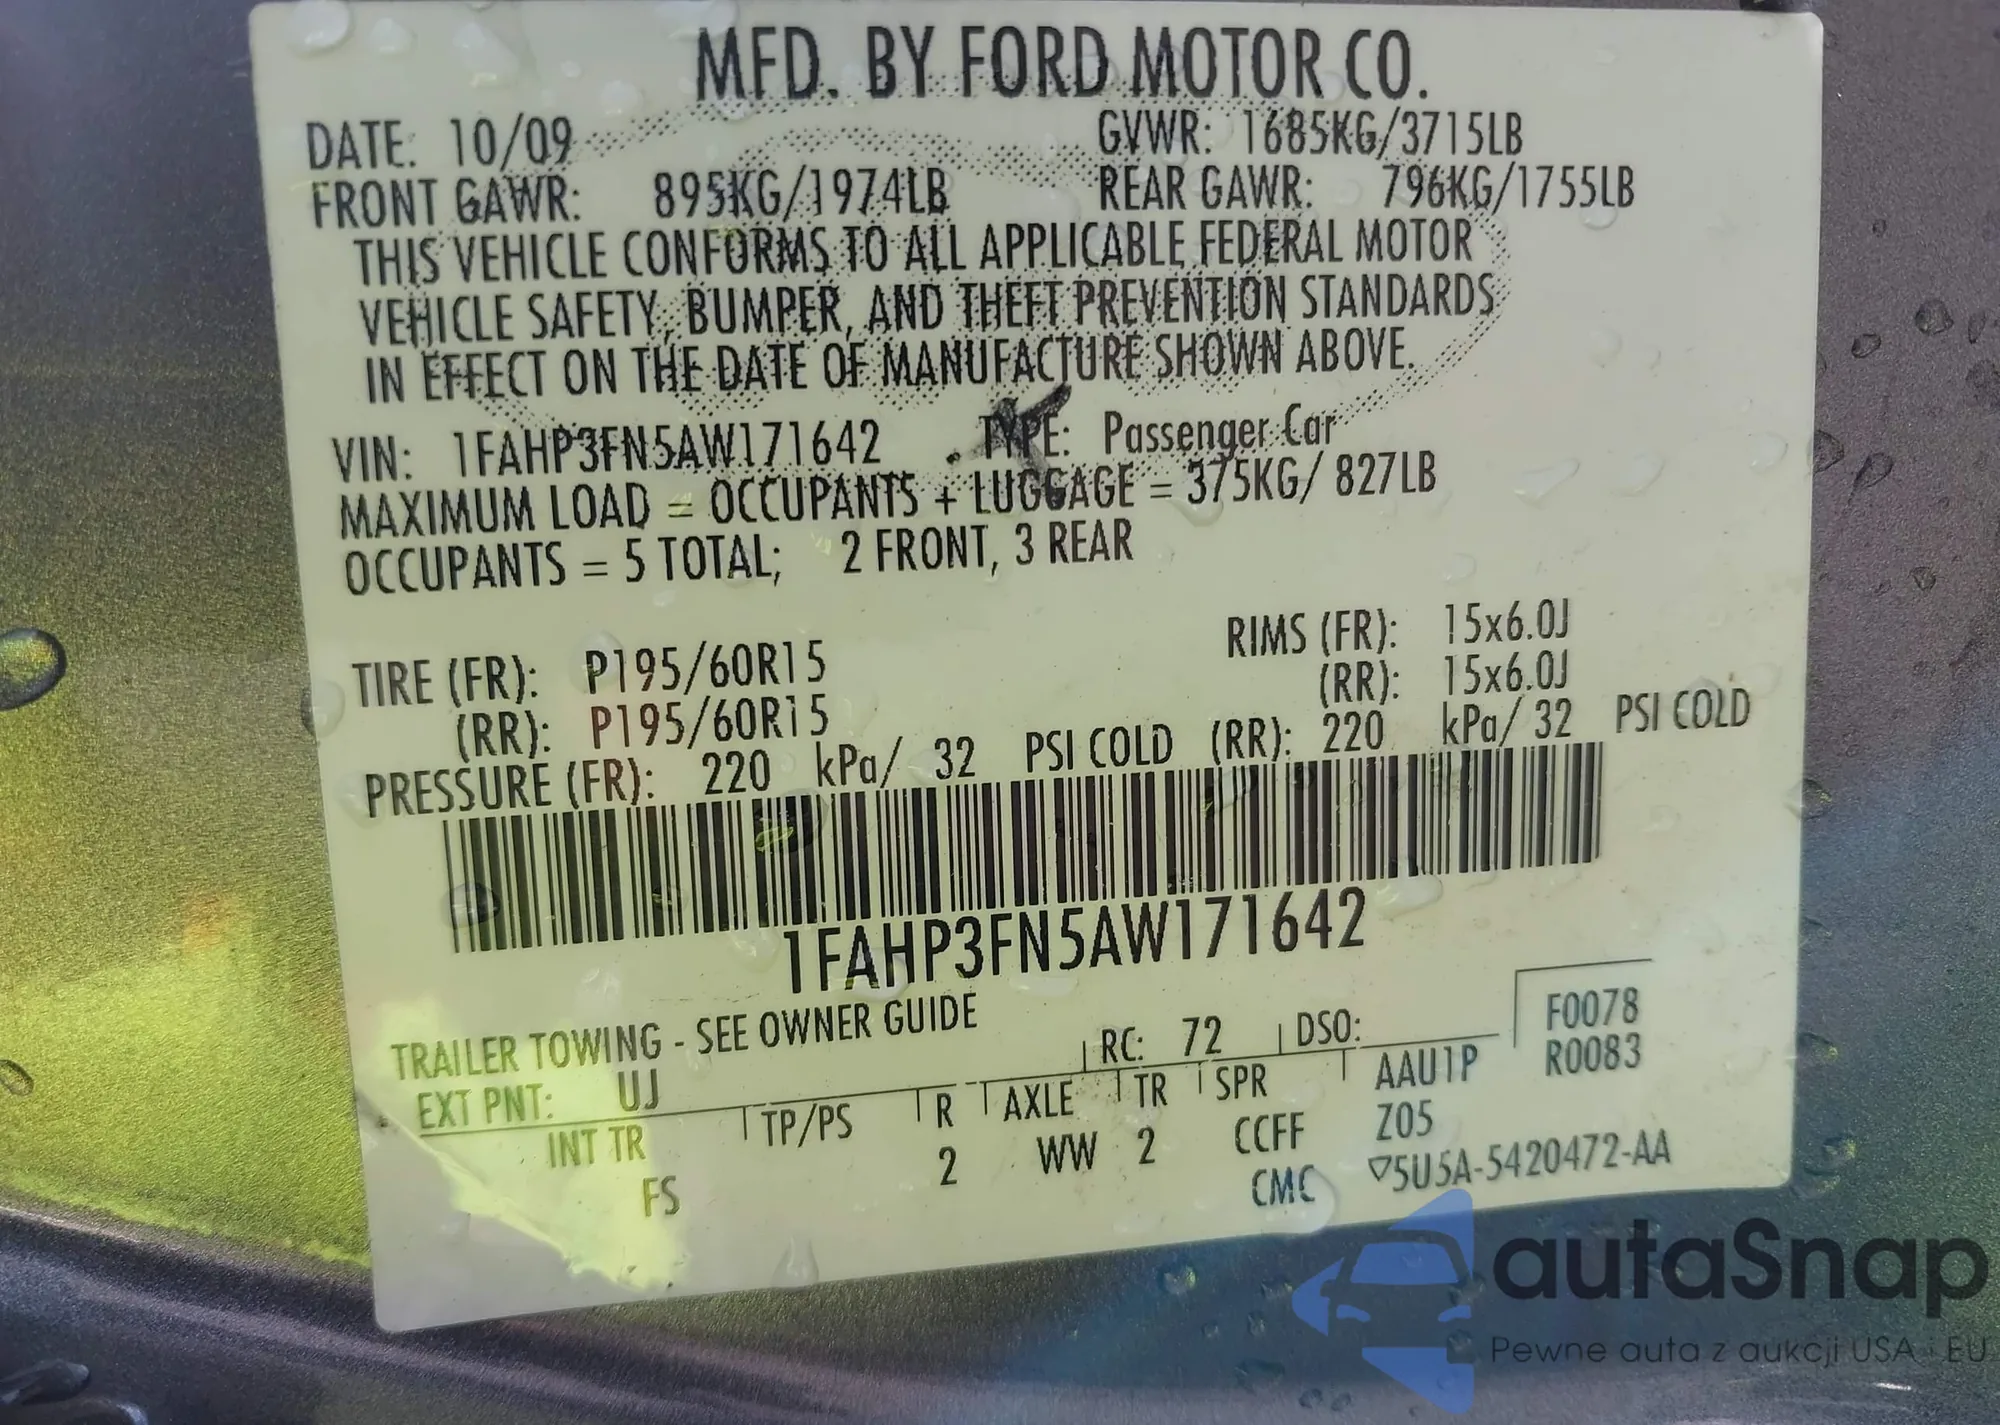 MFD. BY FORD MOTOR CO.
DATE: 10/09 GVWR: 1685KG/3715LB
FRONT GAWR: 895KG/1974LB REAR GAWR: 796KG/1755LB
THIS VEHICLE CONFORMS TO ALL APPLICABLE FEDERAL MOTOR
VEHICLE SAFETY, BUMPER, AND THEFT PREVENTION STANDARDS
IN EFFECT ON THE DATE OF MANUFACTURE SHOWN ABOVE.
VIN: 1FAHP3FN5AW171642 TYPE: Passenger Car
MAXIMUM LOAD = OCCUPANTS + LUGGAGE = 375KG/ 827LB
OCCUPANTS = 5 TOTAL; 2 FRONT, 3 REAR
TIRE (FR): P195/60R15 RIMS (FR): 15x6.0J
(RR): P195/60R15 (RR): 15x6.0J
PRESSURE (FR): 220 kPa/ 32 PSI COLD (RR): 220 kPa/ 32 PSI COLD
1FAHP3FN5AW171642
TRAILER TOWING - SEE OWNER GUIDE
EXT PNT: UJ RC: 72 DSO: F0078
R0083
INT TR TP/PS R AXLE TR SPR AAU1P
FS 2 WW 2 CCFF Z05
CMC ▽5U5A-5420472-AA
autaSnap
Pewne auta z aukcji USA i EU